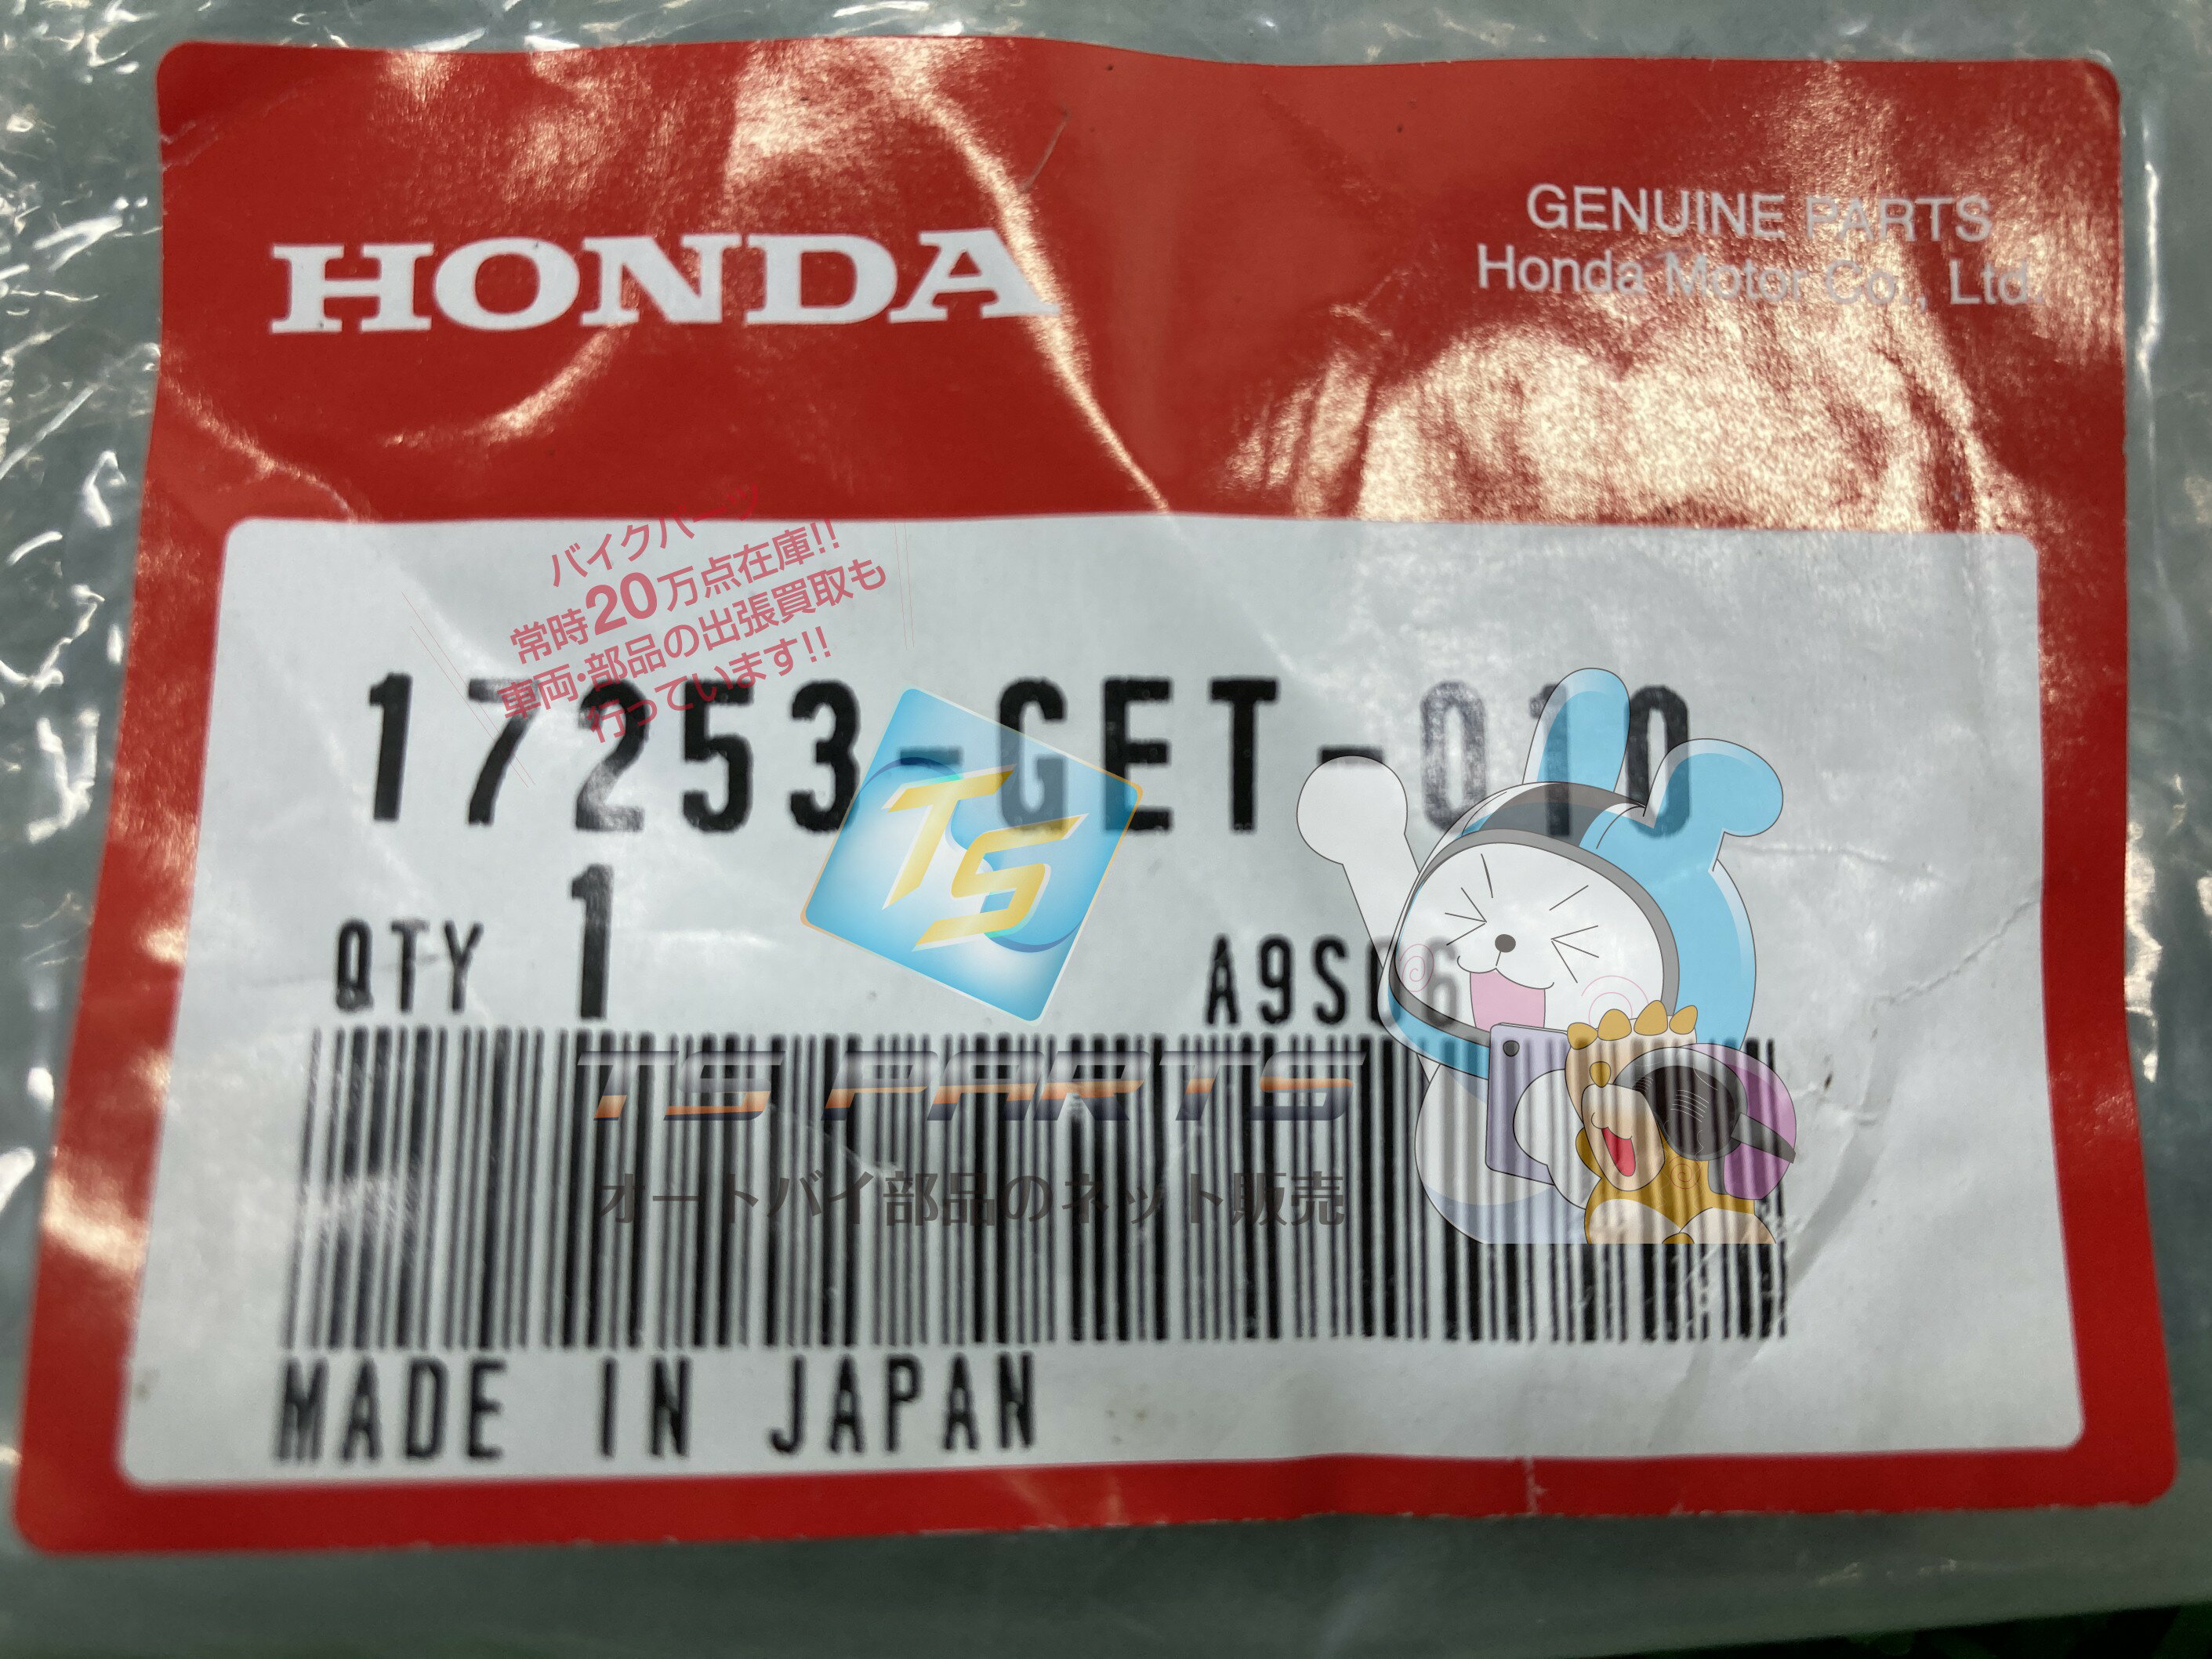 HONDA
GENUINE PARTS
Honda Motor Co., Ltd.
バイクパーツ
常時20万点在庫!!
車両・部品の出張買取も
行っています!!
17253-GET-010
TS
QTY 1
TS PARTS
オートバイ部品のネット販売
MADE IN JAPAN